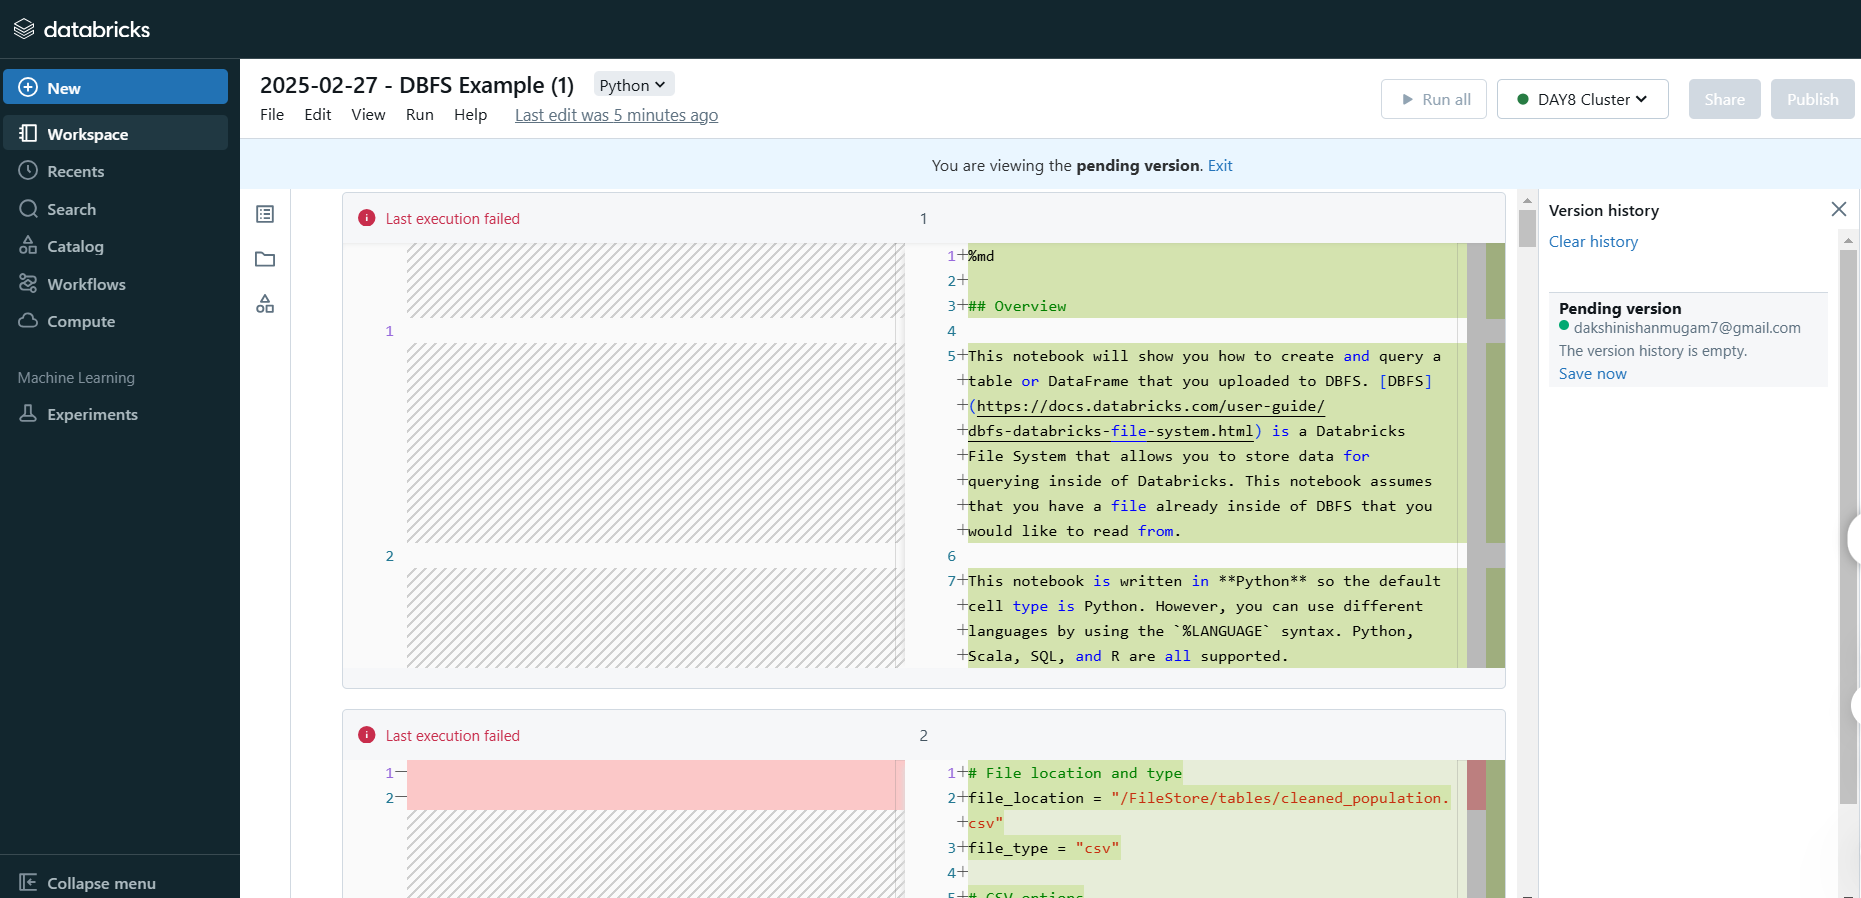 databricks
New
Workspace
Recents
Search
Catalog
Workflows
Compute
Machine Learning
Experiments
Collapse menu
2025-02-27 - DBFS Example (1)
Python
File Edit View Run Help Last edit was 5 minutes ago
Run all
DAY8 Cluster
Share
Publish
You are viewing the pending version. Exit
Last execution failed
1
1
2
1+%md
2+
3+## Overview
4
5+This notebook will show you how to create and query a
+table or DataFrame that you uploaded to DBFS. [DBFS]
+(https://docs.databricks.com/user-guide/
+dbfs-databricks-file-system.html) is a Databricks
+File System that allows you to store data for
+querying inside of Databricks. This notebook assumes
+that you have a file already inside of DBFS that you
+would like to read from.
6
7+This notebook is written in **Python** so the default
+cell type is Python. However, you can use different
+languages by using the `%LANGUAGE` syntax. Python,
+Scala, SQL, and R are all supported.
Last execution failed
2
1−
2−
1+# File location and type
2+file_location = "/FileStore/tables/cleaned_population.
+csv"
3+file_type = "csv"
4+
5+# CSV options
Version history
Clear history
Pending version
dakshinishanmugam7@gmail.com
The version history is empty.
Save now